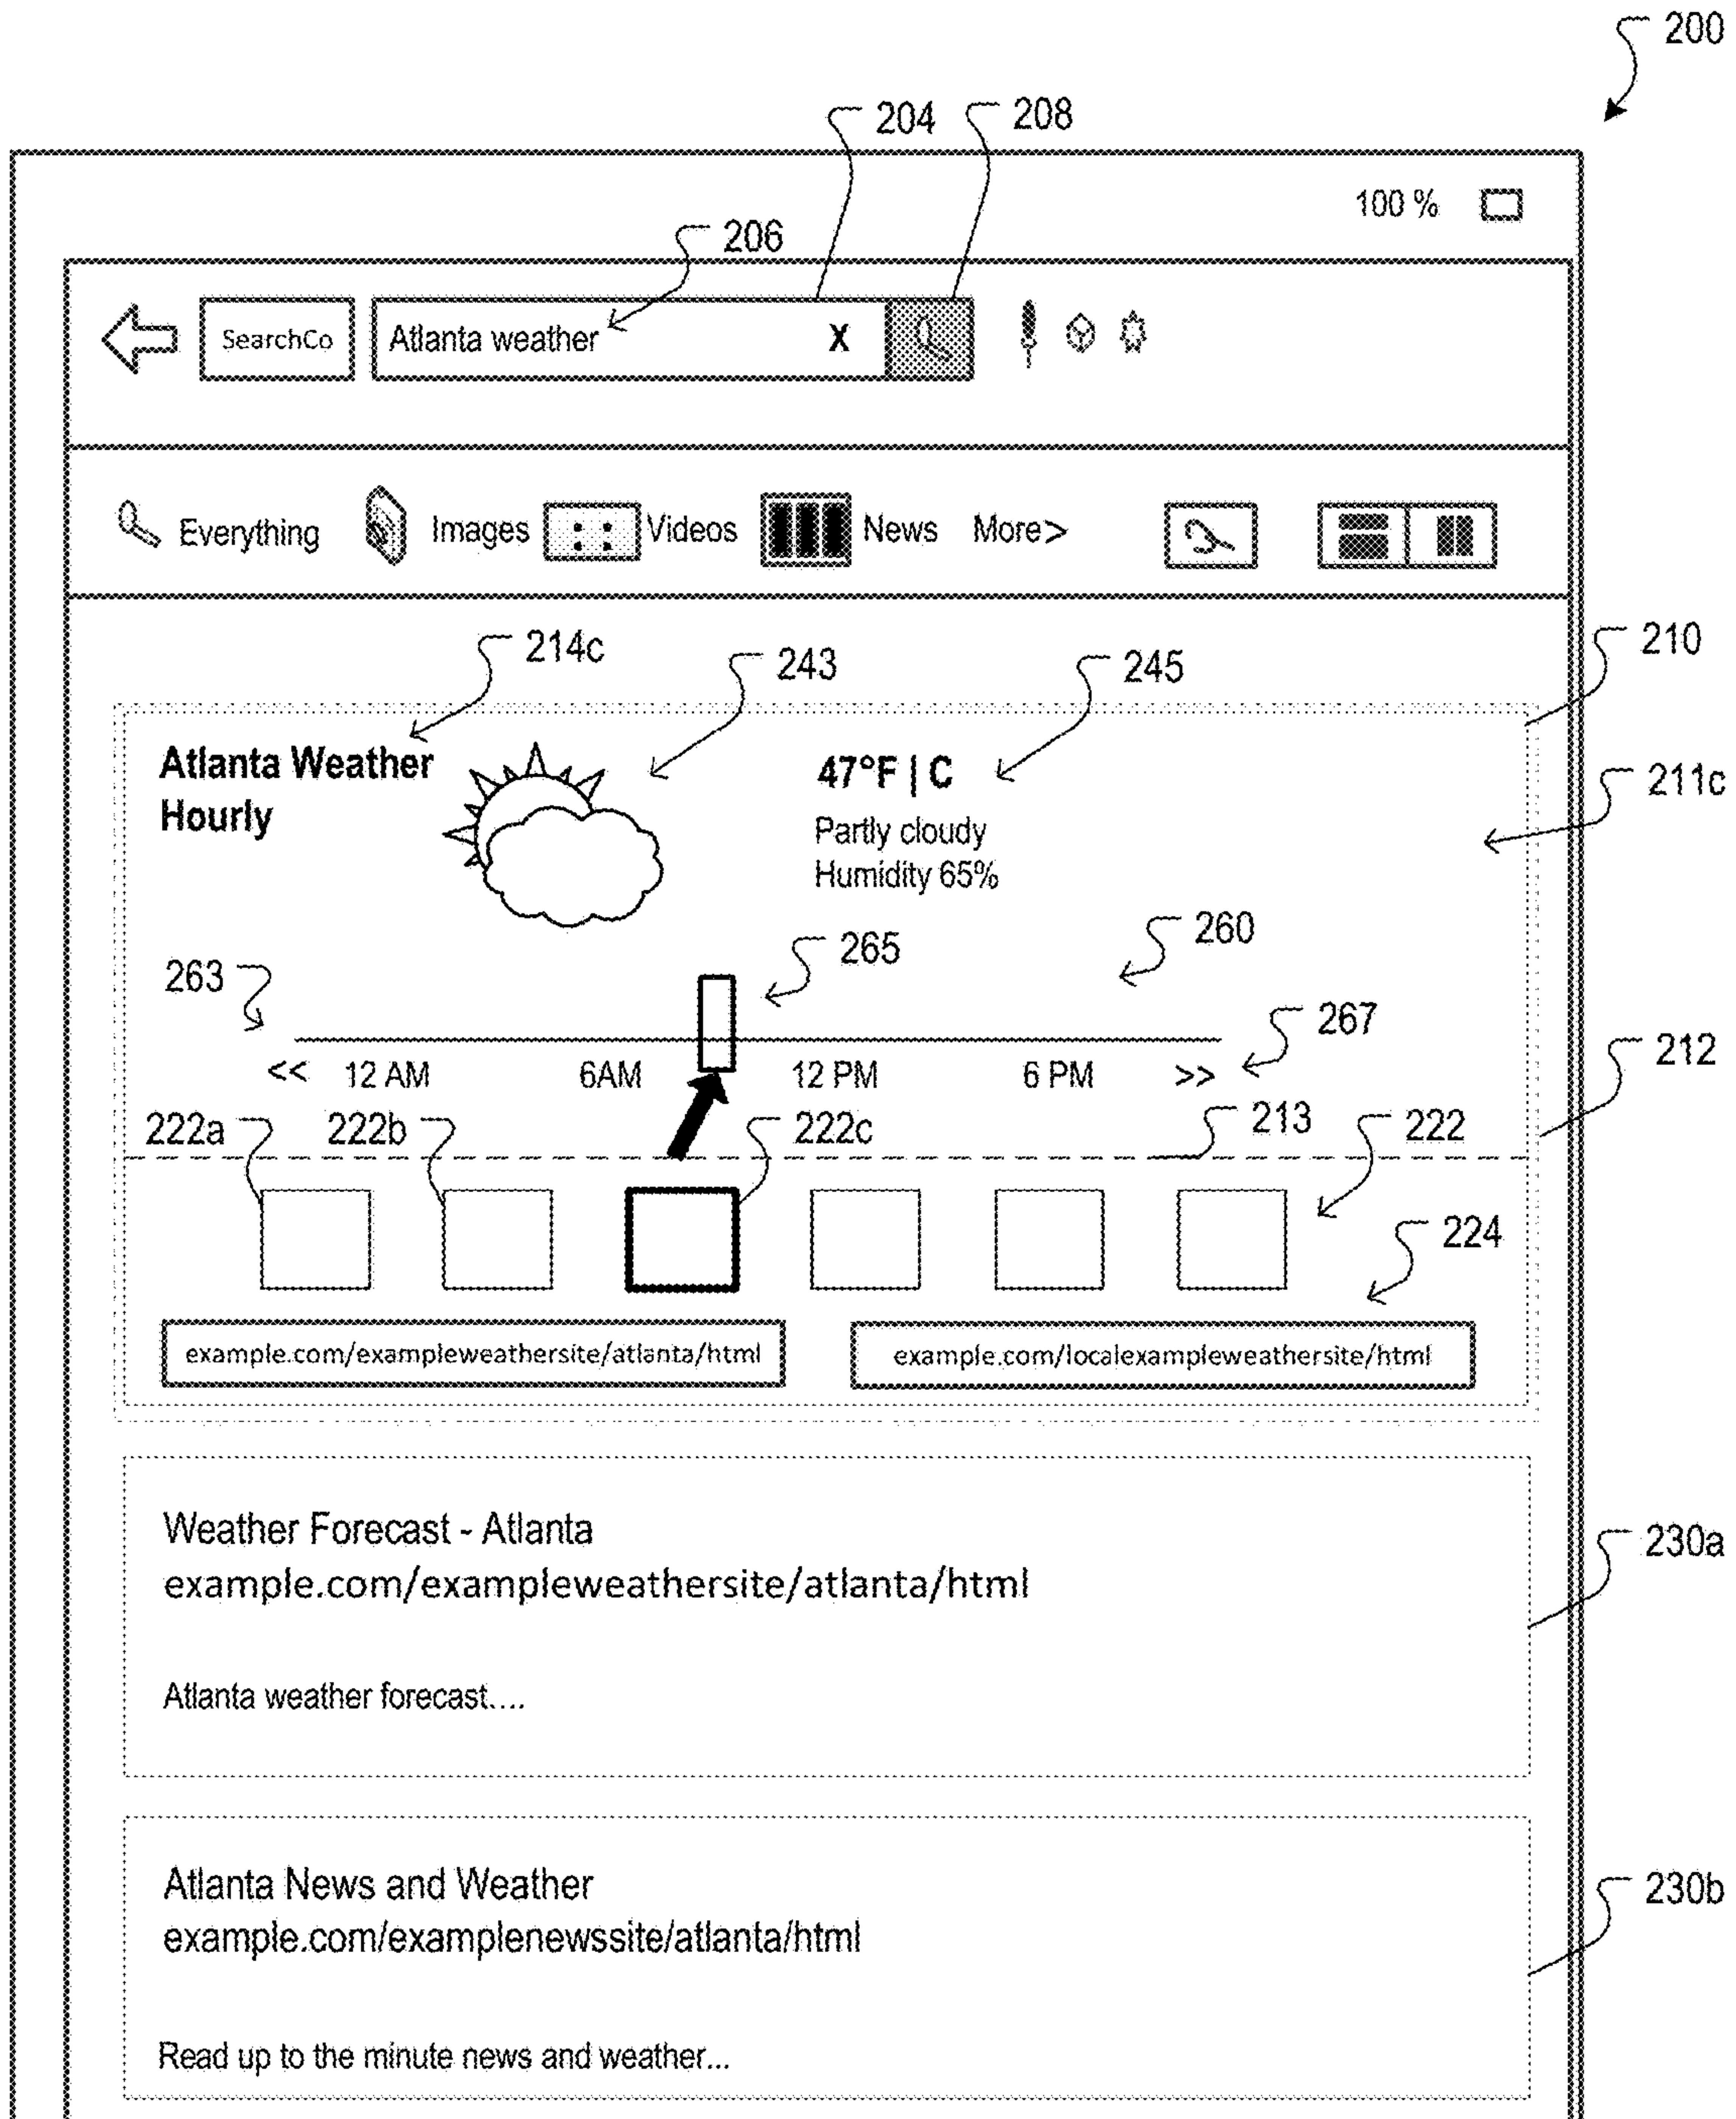 200
204 208
100 %
206
SearchCo Atlanta weather X
Everything Images Videos News More>
214c 243 245 210
Atlanta Weather
Hourly
47°F | C
Partly cloudy
Humidity 65%
211c
263 265 260
267
<< 12 AM 6AM 12 PM 6 PM >>
212
222a 222b 222c 213 222
224
example.com/exampleweathersite/atlanta/html example.com/localexampleweathersite/html
Weather Forecast - Atlanta
example.com/exampleweathersite/atlanta/html
230a
Atlanta weather forecast....
Atlanta News and Weather
example.com/examplenewssite/atlanta/html
230b
Read up to the minute news and weather...